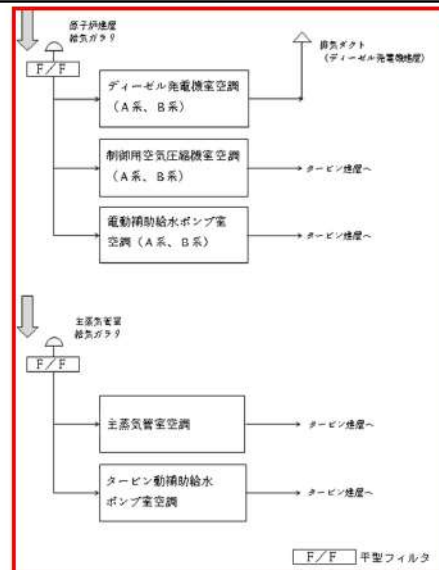 原子炉建屋
給気ガラリ
F/F
排気ダクト
（ディーゼル発電機建屋）
ディーゼル発電機室空調
（A系、B系）
制御用空気圧縮機室空調
（A系、B系）
タービン建屋へ
電動補助給水ポンプ室
空調（A系、B系）
タービン建屋へ
主蒸気管室
給気ガラリ
F/F
主蒸気管室空調
タービン建屋へ
タービン動補助給水
ポンプ室空調
タービン建屋へ
F/F 平型フィルタ